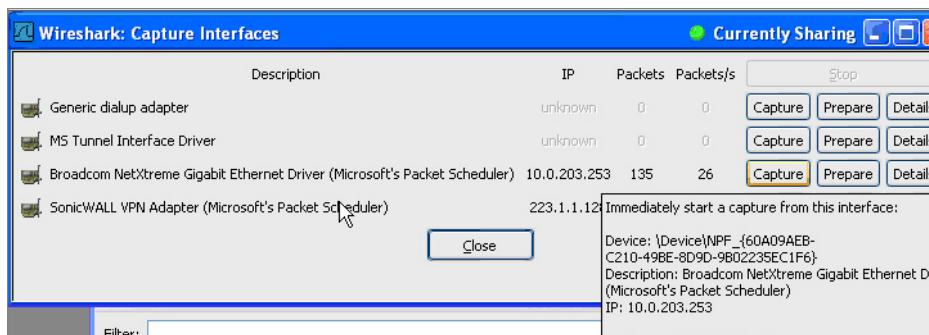 Wireshark: Capture Interfaces Currently Sharing
Description IP Packets Packets/s Stop
Generic dialup adapter unknown 0 0 Capture Prepare Detail
MS Tunnel Interface Driver unknown 0 0 Capture Prepare Detail
Broadcom NetXtreme Gigabit Ethernet Driver (Microsoft's Packet Scheduler) 10.0.203.253 135 26 Capture Prepare Detail
SonicWALL VPN Adapter (Microsoft's Packet Scheduler) 223.1.1.128
Close
Immediately start a capture from this interface:
Device: \Device\NPF_{60A09AEB-
C210-49BE-8D9D-9B02235EC1F6}
Description: Broadcom NetXtreme Gigabit Ethernet D
(Microsoft's Packet Scheduler)
IP: 10.0.203.253
Filter: